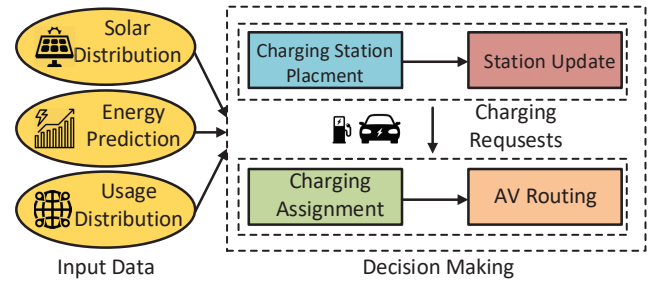 Solar
Distribution
Energy
Prediction
Usage
Distribution
Input Data
Charging Station
Placment
Station Update
Charging
Requsests
Charging
Assignment
AV Routing
Decision Making